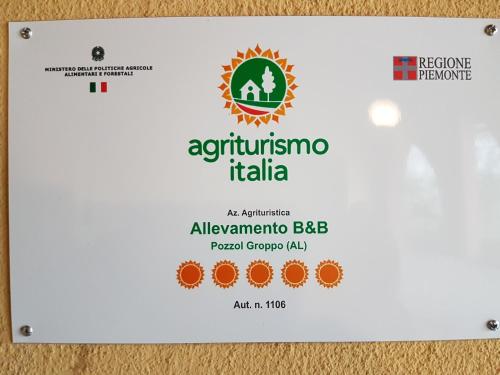 MINISTERO DELLE POLITICHE AGRICOLE
ALIMENTARI E FORESTALI
REGIONE
PIEMONTE
agriturismo
italia
Az. Agrituristica
Allevamento B&B
Pozzol Groppo (AL)
Aut. n. 1106